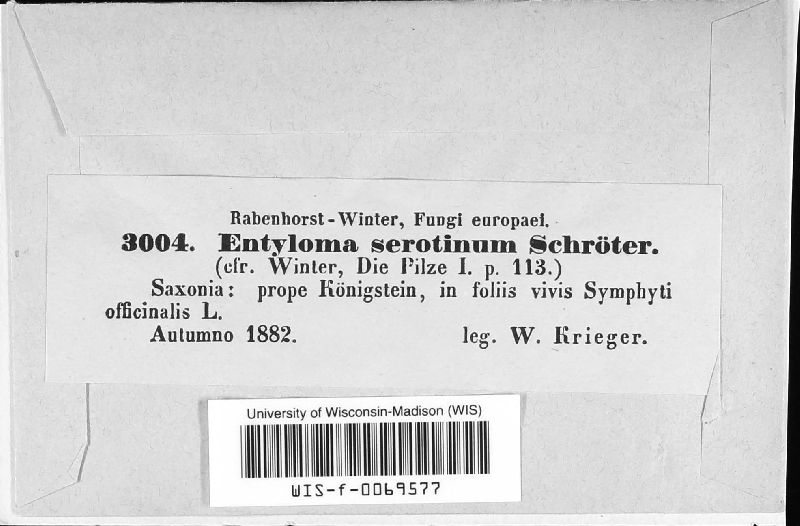 Rabenhorst-Winter, Fungi europaei.
3004. Entyloma serotinum Schröter.
(cfr. Winter, Die Pilze I. p. 113.)
Saxonia: prope Königstein, in foliis vivis Symphyti
officinalis L.
Autumno 1882. leg. W. Krieger.
University of Wisconsin-Madison (WIS)
WIS-f-0069577